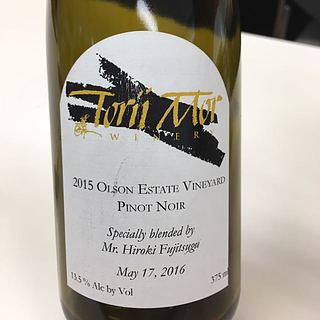 Torii Mor
WINERY
2015 OLSON ESTATE VINEYARD
PINOT NOIR
Specially blended by
Mr. Hiroki Fujitsugu
May 17, 2016
13.5% Alc by Vol 375 ml